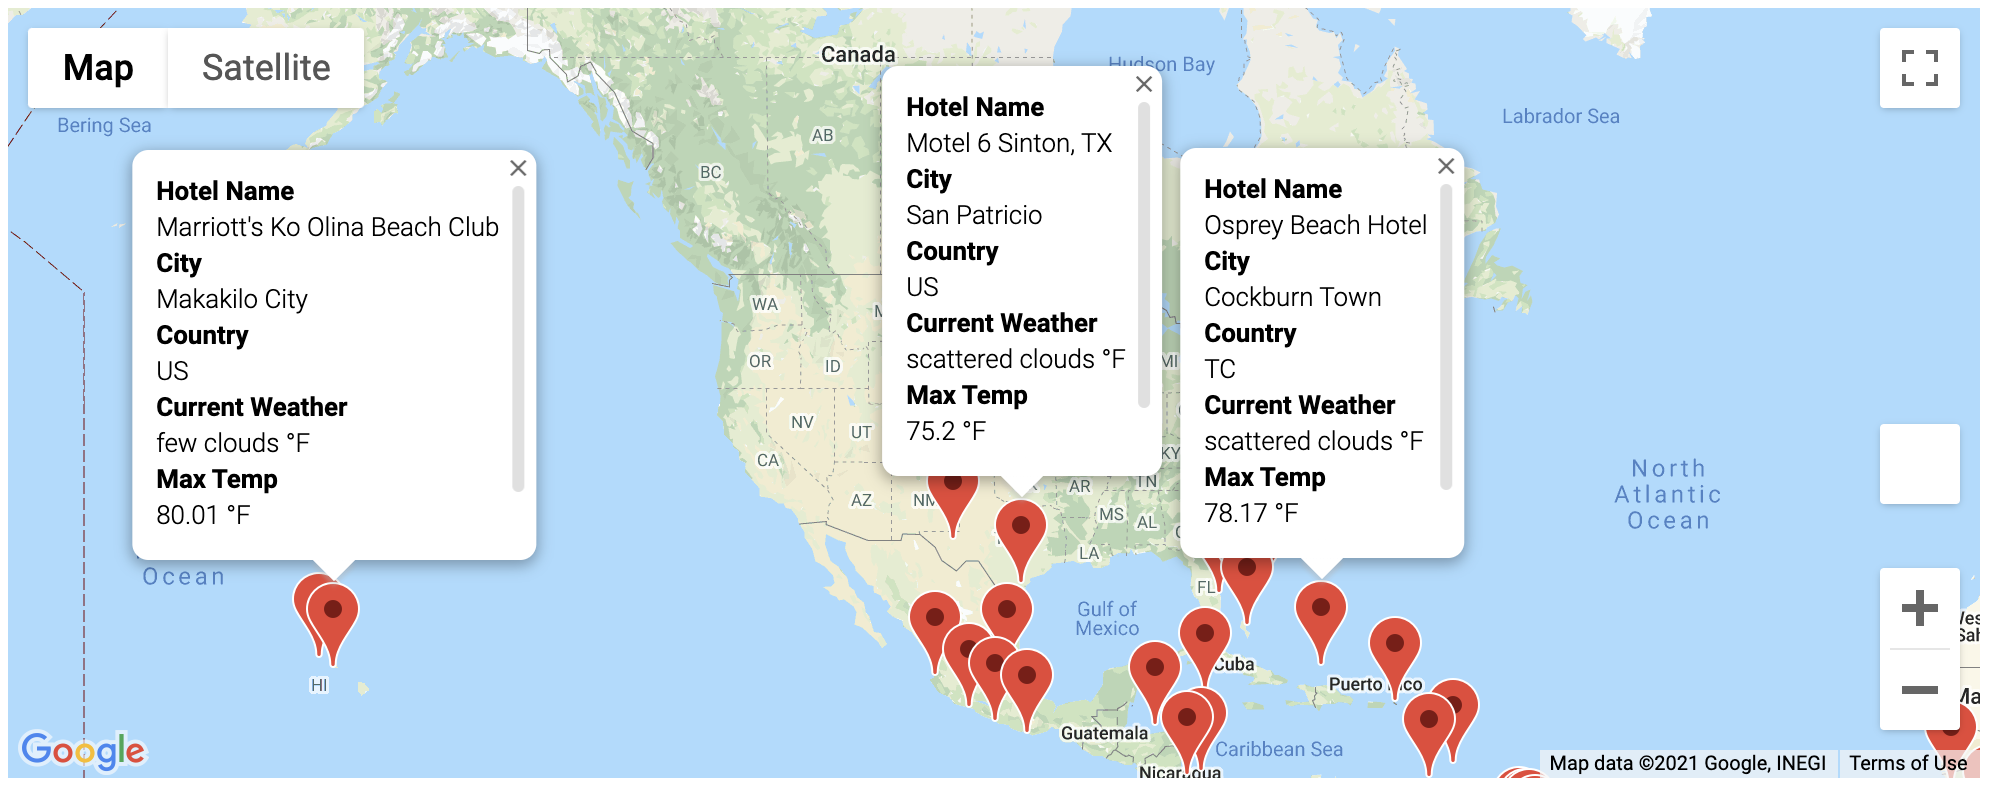 Map
Satellite
Canada
Hudson Bay
Labrador Sea
Bering Sea
AB
BC
Hotel Name
Marriott's Ko Olina Beach Club
City
Makakilo City
Country
US
Current Weather
few clouds °F
Max Temp
80.01 °F
Hotel Name
Motel 6 Sinton, TX
City
San Patricio
Country
US
Current Weather
scattered clouds °F
Max Temp
75.2 °F
Hotel Name
Osprey Beach Hotel
City
Cockburn Town
Country
TC
Current Weather
scattered clouds °F
Max Temp
78.17 °F
WA
OR
ID
MI
NV
UT
CA
KY
AZ
NM
AR
TN
MS
AL
LA
FL
North
Atlantic
Ocean
Ocean
Gulf of
Mexico
Cuba
HI
Guatemala
Caribbean Sea
Google
Map data ©2021 Google, INEGI
Terms of Use